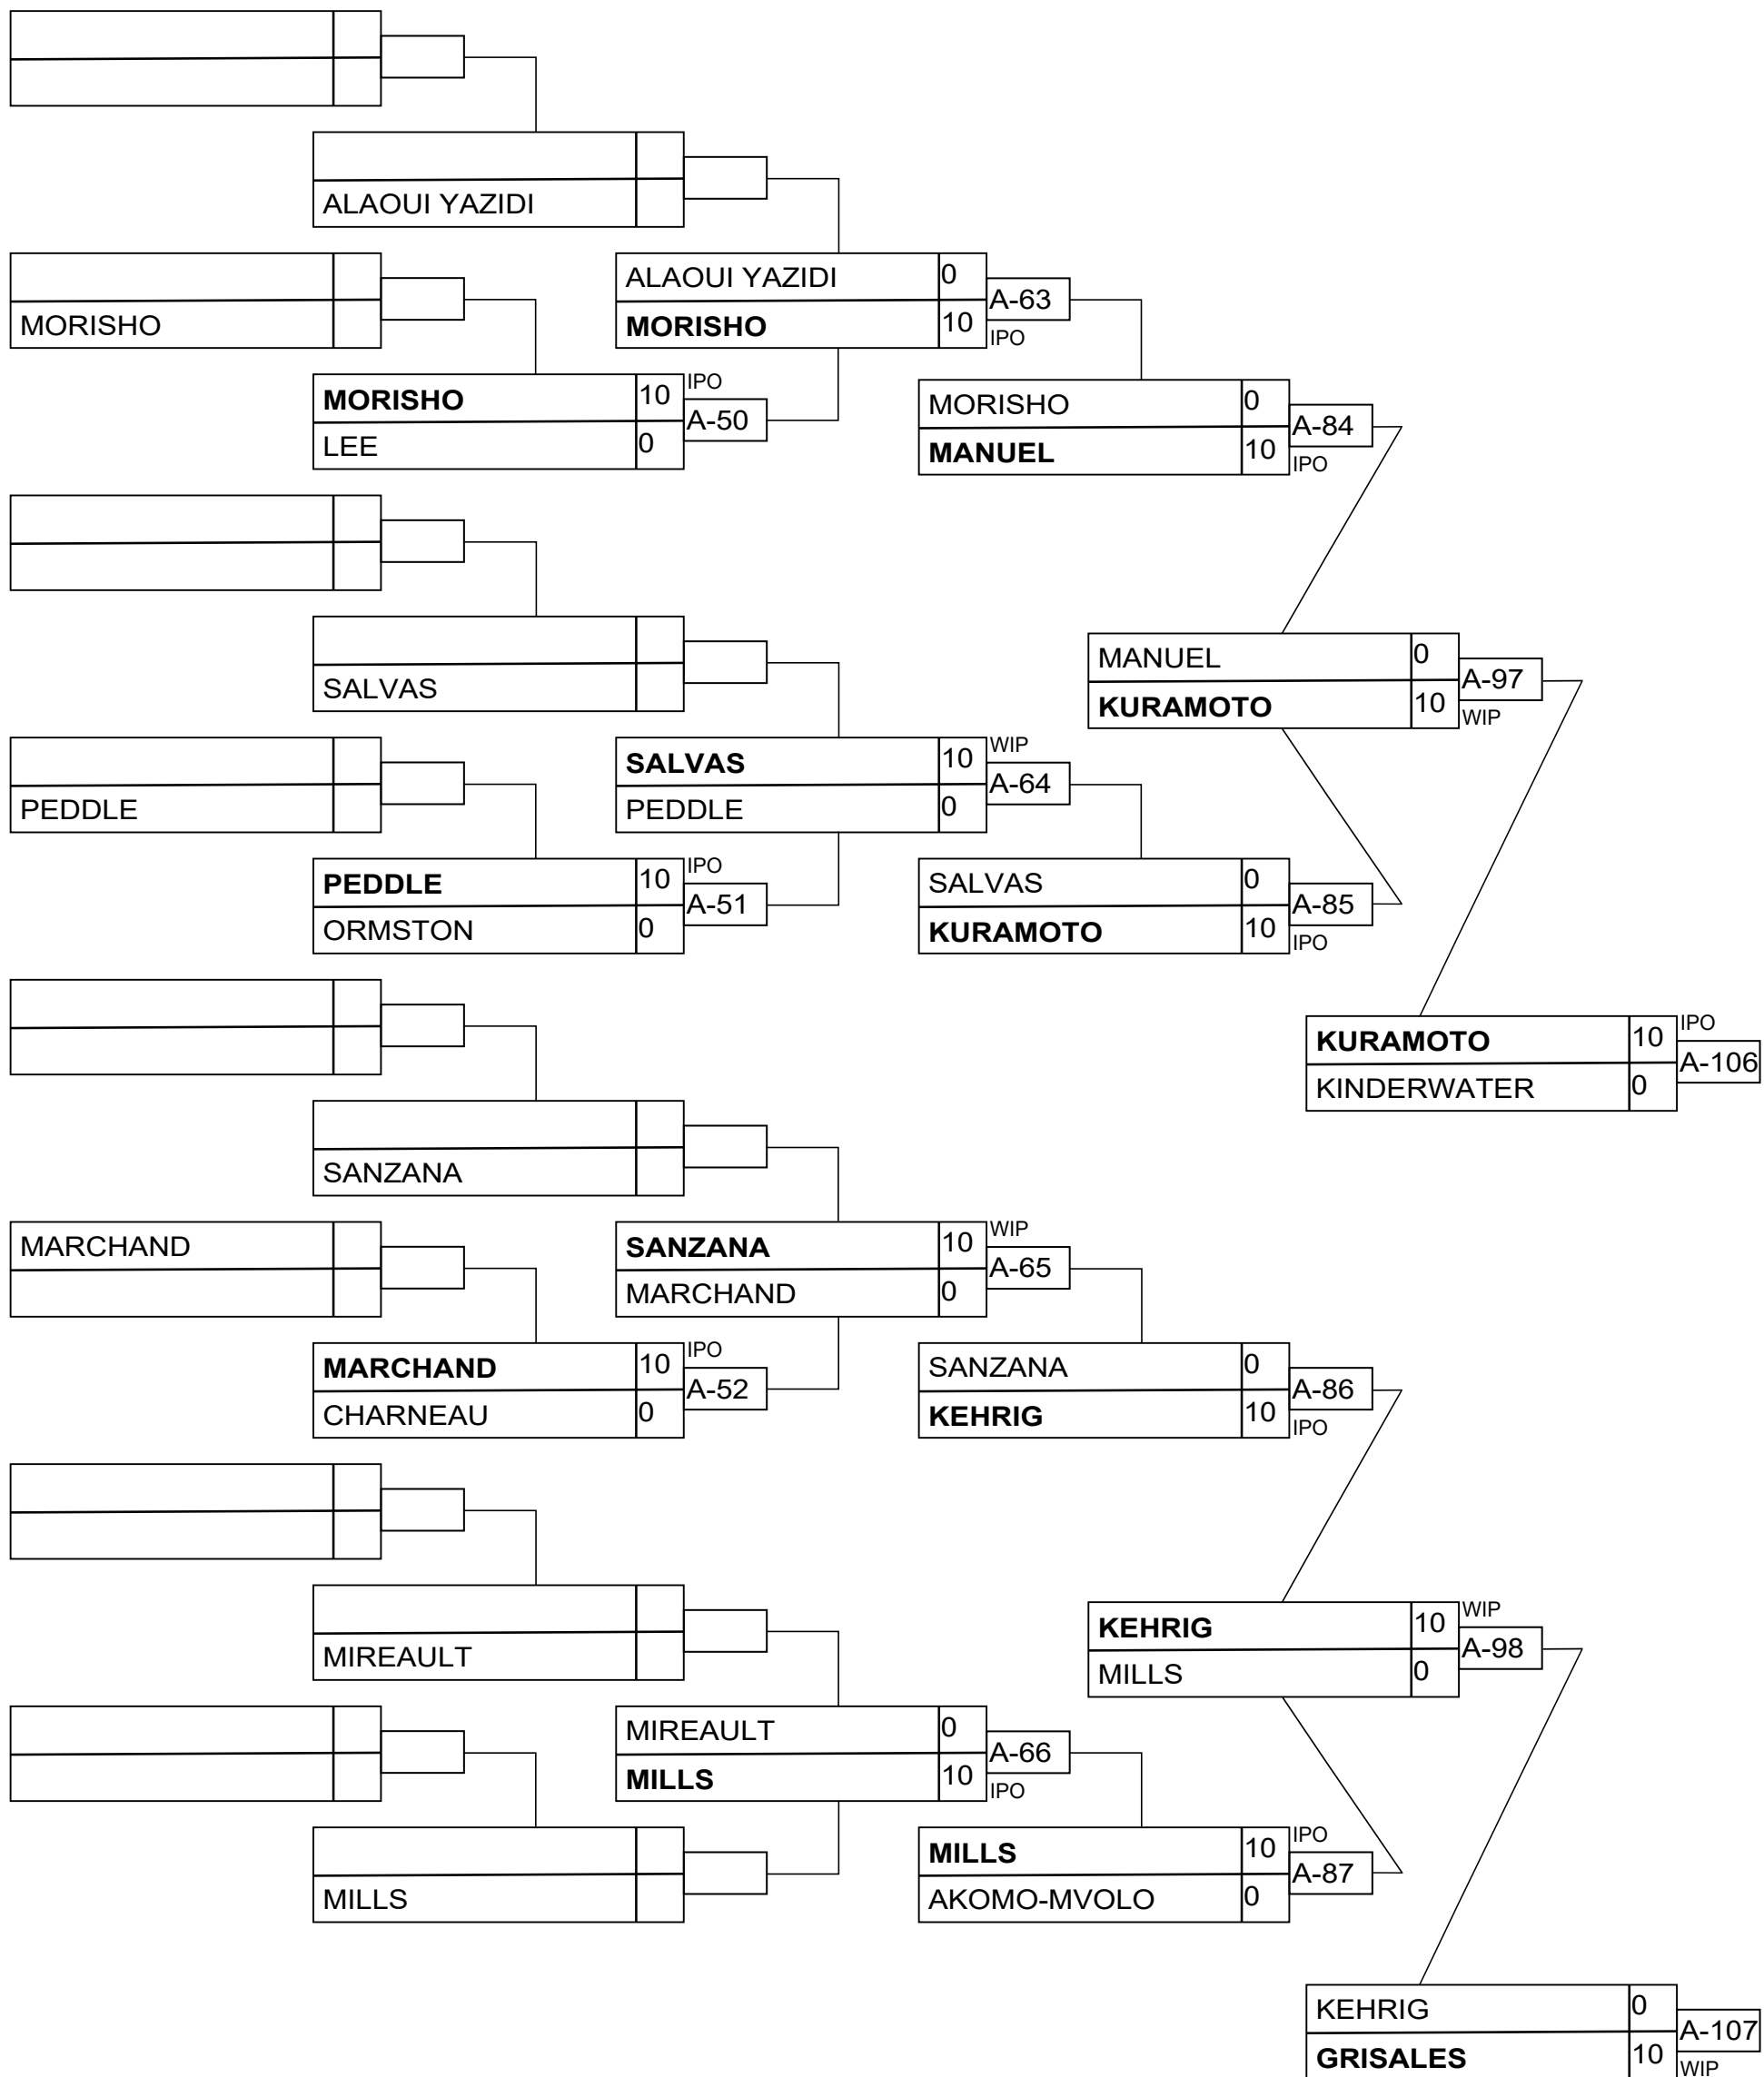 ALAOUI YAZIDI
MORISHO
ALAOUI YAZIDI 0
A-63
MORISHO 10 IPO
MORISHO 10 IPO
A-50
LEE 0
MORISHO 0
A-84
MANUEL 10 IPO
SALVAS
MANUEL 0
A-97
KURAMOTO 10 WIP
PEDDLE
SALVAS 10 WIP
A-64
PEDDLE 0
PEDDLE 10 IPO
A-51
ORMSTON 0
SALVAS 0
A-85
KURAMOTO 10 IPO
KURAMOTO 10 IPO
A-106
KINDERWATER 0
SANZANA
MARCHAND
SANZANA 10 WIP
A-65
MARCHAND 0
MARCHAND 10 IPO
A-52
CHARNEAU 0
SANZANA 0
A-86
KEHRIG 10 IPO
MIREAULT
KEHRIG 10 WIP
A-98
MILLS 0
MIREAULT 0
A-66
MILLS 10 IPO
MILLS
MILLS 10 IPO
A-87
AKOMO-MVOLO 0
KEHRIG 0
A-107
GRISALES 10 WIP